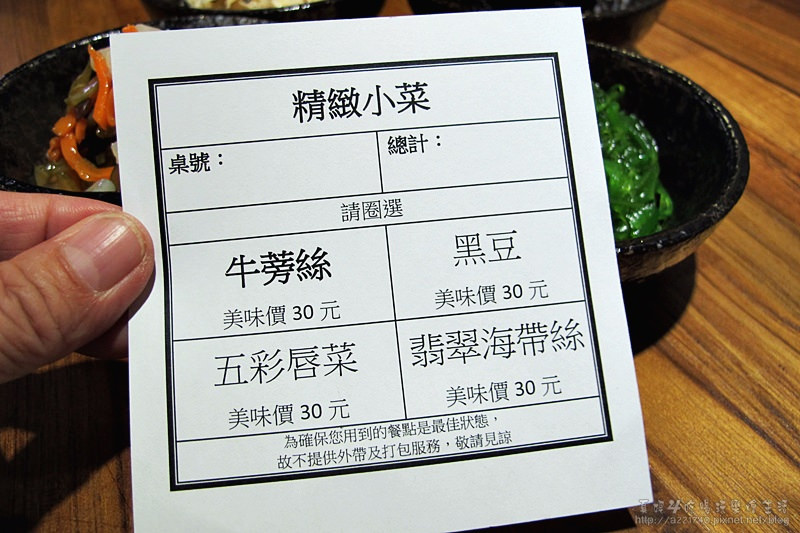 精緻小菜
桌號：
總計：
請圈選
牛蒡絲
美味價 30 元
黑豆
美味價 30 元
五彩唇菜
美味價 30 元
翡翠海帶絲
美味價 30 元
為確保您用到的餐點是最佳狀態，
故不提供外帶及打包服務，敬請見諒